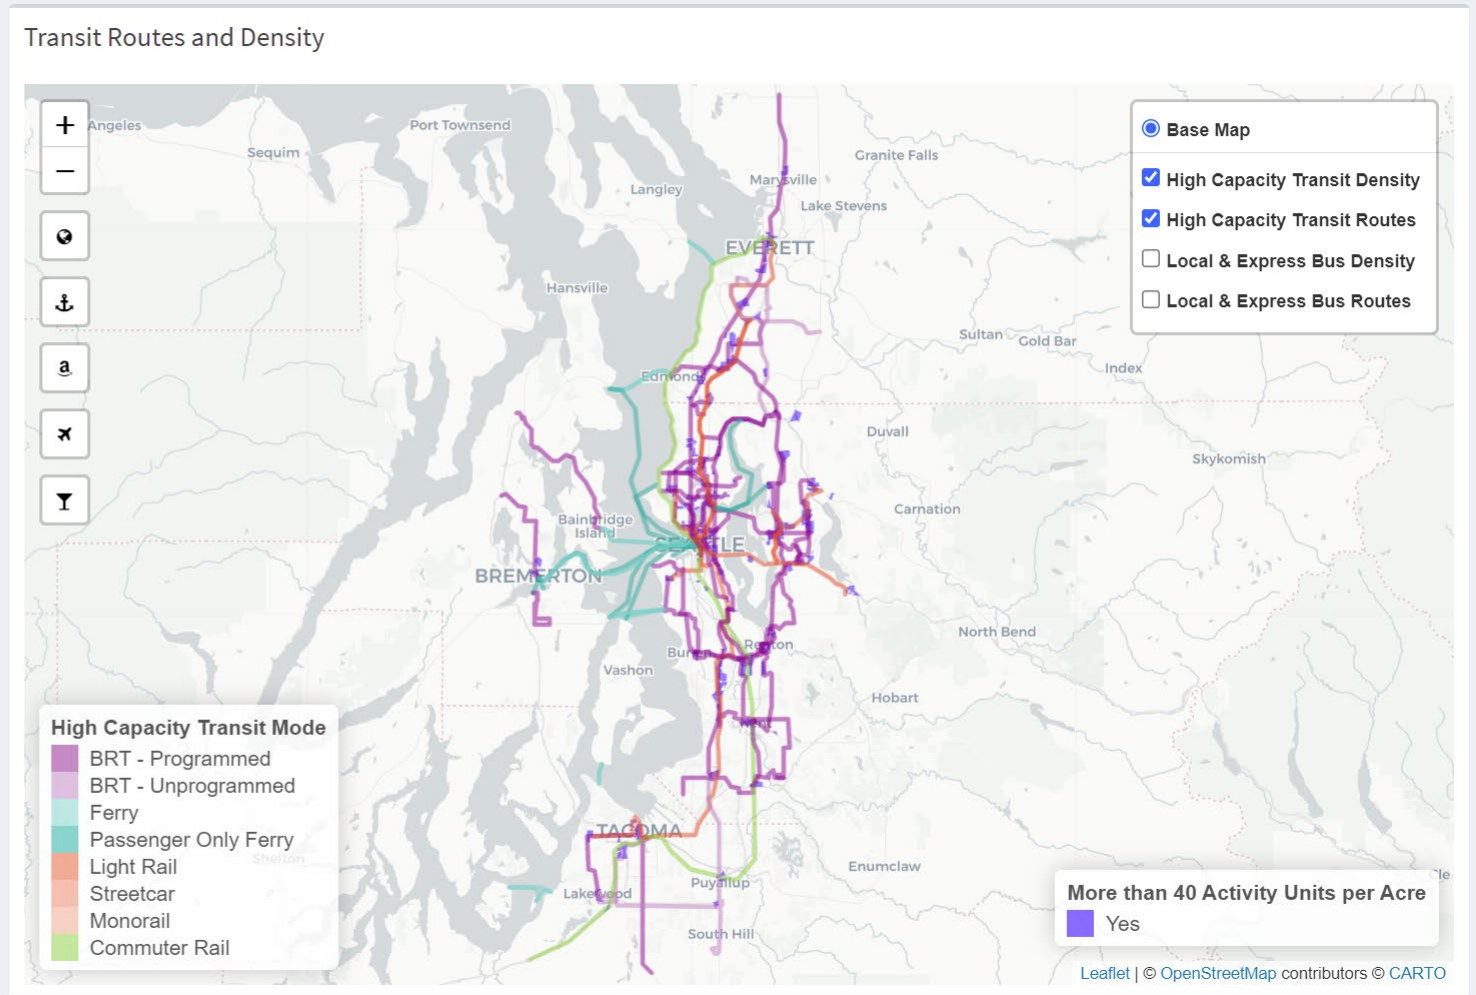 Transit Routes and Density
+
Angeles
Port Townsend
Sequim
−
Granite Falls
Marysville
Langley
Lake Stevens
EVERETT
Hansville
Base Map
High Capacity Transit Density
High Capacity Transit Routes
Local & Express Bus Density
Local & Express Bus Routes
a
Sultan
Gold Bar
Index
Edmonds
Duvall
Skykomish
Carnation
Bainbridge
Island
SEATTLE
BREMERTON
North Bend
Renton
Vashon
Hobart
Kent
High Capacity Transit Mode
BRT - Programmed
BRT - Unprogrammed
Ferry
Passenger Only Ferry
Light Rail
Streetcar
Monorail
Commuter Rail
Shelton
TACOMA
Enumclaw
Puyallup
Lakewood
South Hill
Cle
More than 40 Activity Units per Acre
Yes
Leaflet | © OpenStreetMap contributors © CARTO